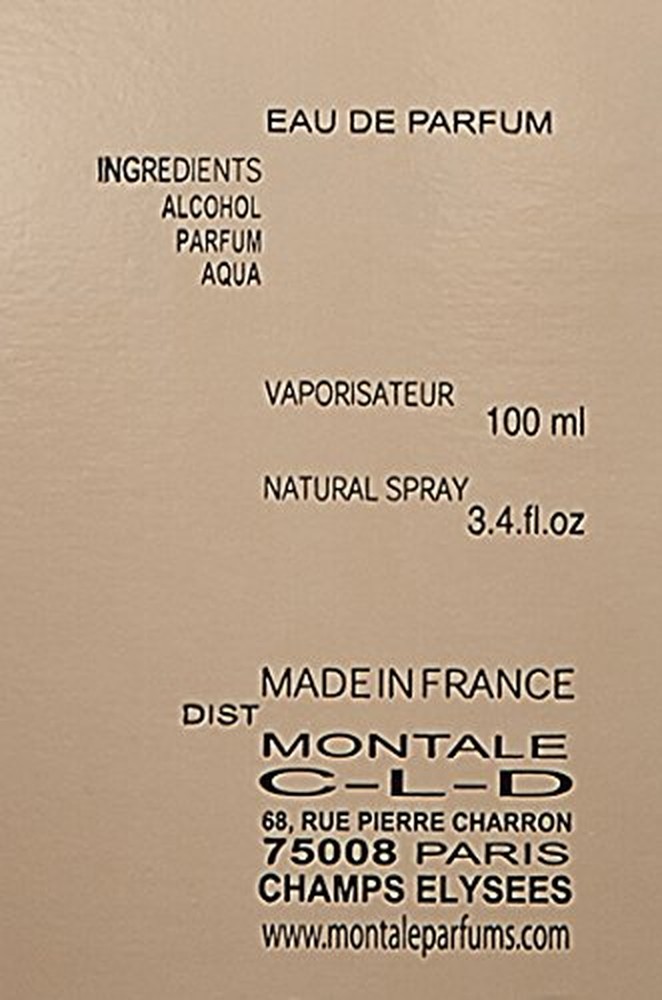 EAU DE PARFUM
INGREDIENTS
ALCOHOL
PARFUM
AQUA
VAPORISATEUR
100 ml
NATURAL SPRAY
3.4.fl.oz
MADE IN FRANCE
DIST
MONTALE
C-L-D
68, RUE PIERRE CHARRON
75008 PARIS
CHAMPS ELYSEES
www.montaleparfums.com